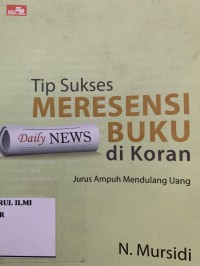 Tip Sukses
MERESENSI
Daily NEWS
BUKU
di Koran
Jurus Ampuh Mendulang Uang
RUL ILMI
R
N. Mursidi